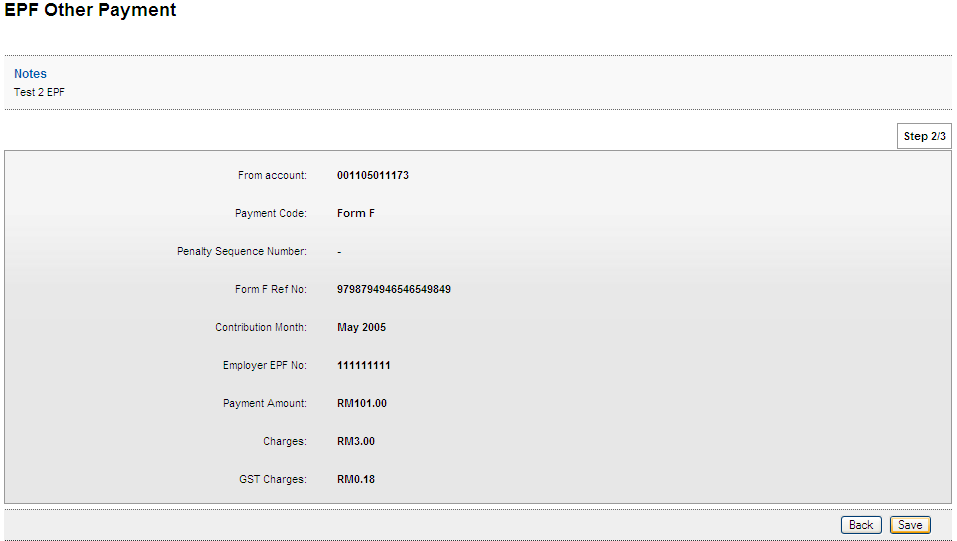 EPF Other Payment
Notes
Test 2 EPF
Step 2/3
From account: 001105011173
Payment Code: Form F
Penalty Sequence Number: -
Form F Ref No: 9798794946546549849
Contribution Month: May 2005
Employer EPF No: 111111111
Payment Amount: RM101.00
Charges: RM3.00
GST Charges: RM0.18
Back Save